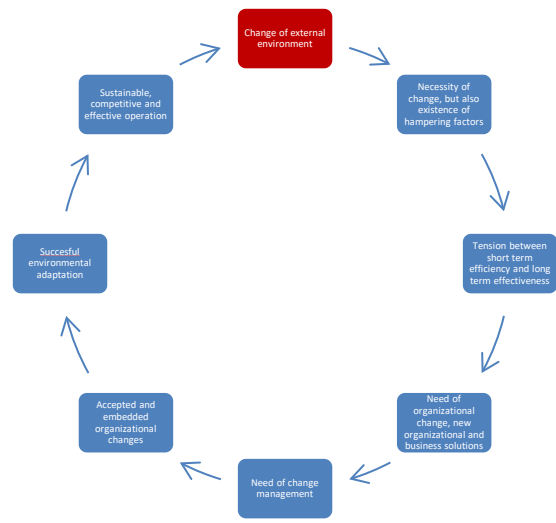 Change of external
environment
Necessity of
change, but also
existence of
hampering factors
Tension between
short term
efficiency and long
term effectiveness
Need of
organizational
change, new
organizational and
business solutions
Need of change
management
Accepted and
embedded
organizational
changes
Succesful
environmental
adaptation
Sustainable,
competitive and
effective operation